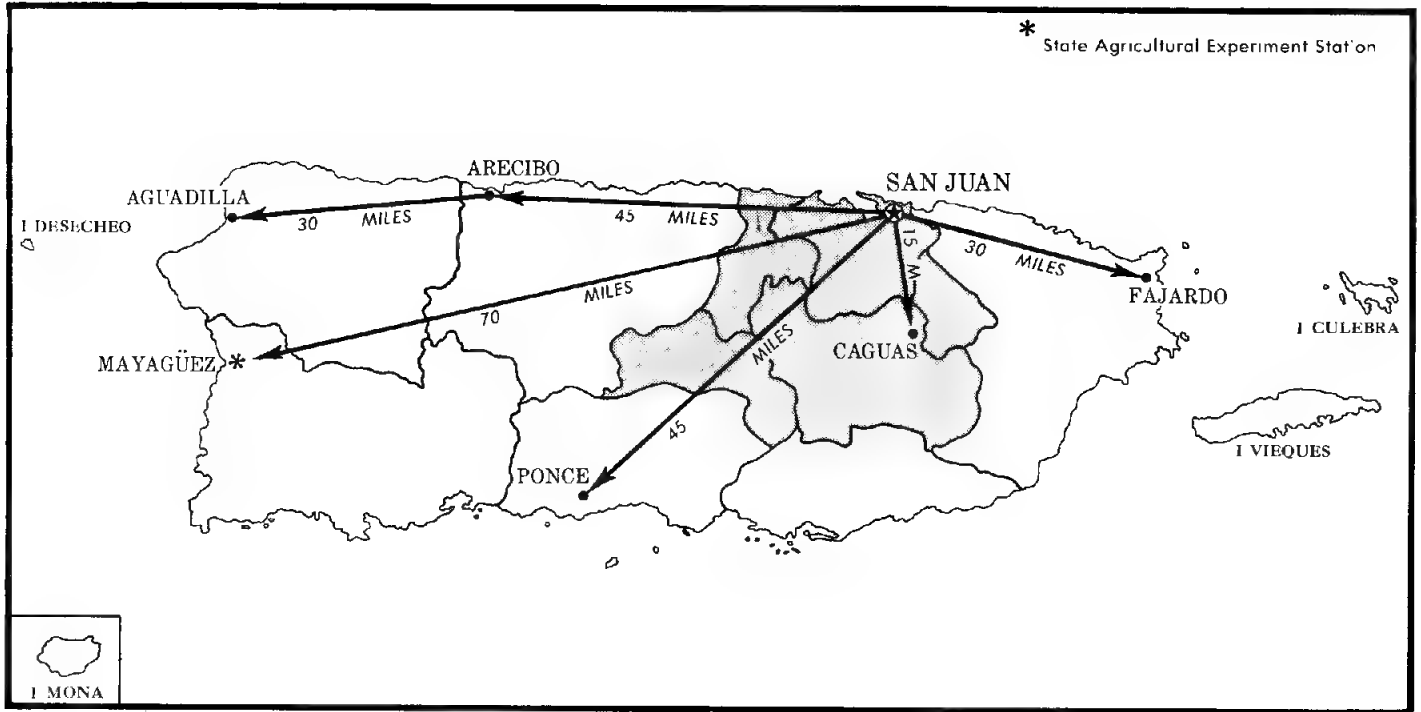 * State Agricultural Experiment Station
ARECIBO
SAN JUAN
AGUADILLA
I DESECHEO
30 MILES
45 MILES
15 M
30 MILES
FAJARDO
I CULEBRA
70 MILES
MILES
45
CAGUAS
MAYAGÜEZ *
I VIEQUES
PONCE
I MONA